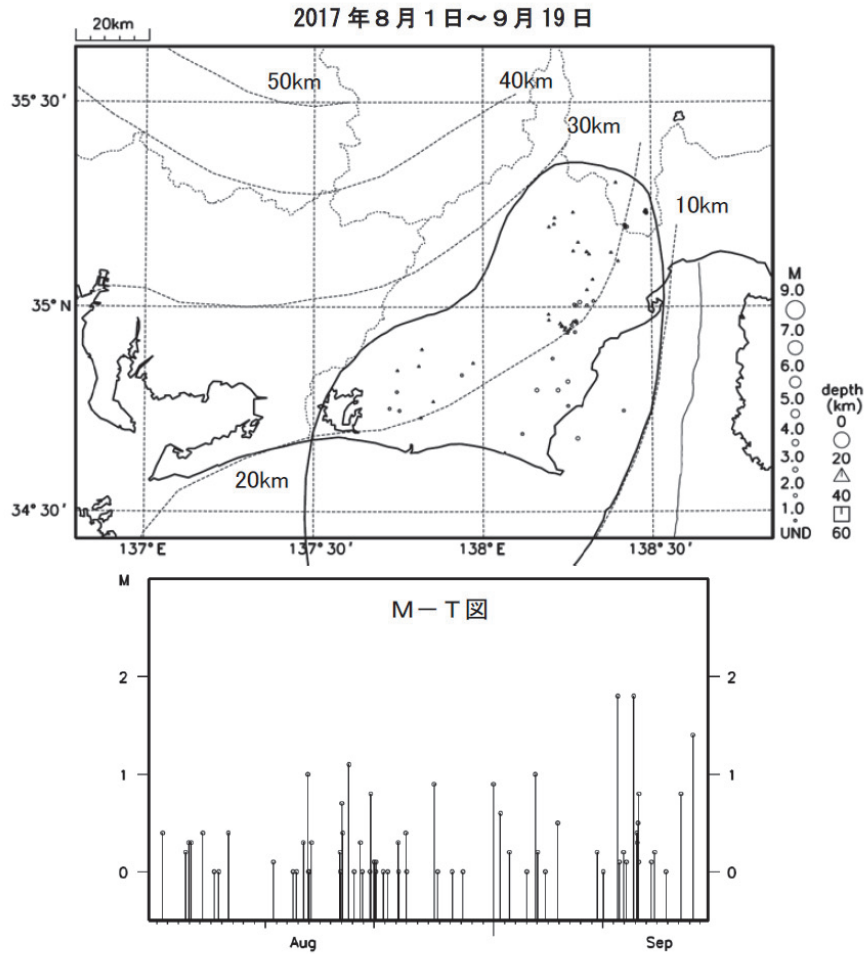 2017年8月1日～9月19日
20km
50km
40km
35°30′
30km
10km
M
35°N
9.0
7.0
6.0
5.0
4.0
3.0
2.0
1.0
UND
depth
(km)
0
20
40
60
20km
34°30′
137°E
137°30′
138°E
138°30′
M
M－T図
2
2
1
1
0
0
Aug
Sep